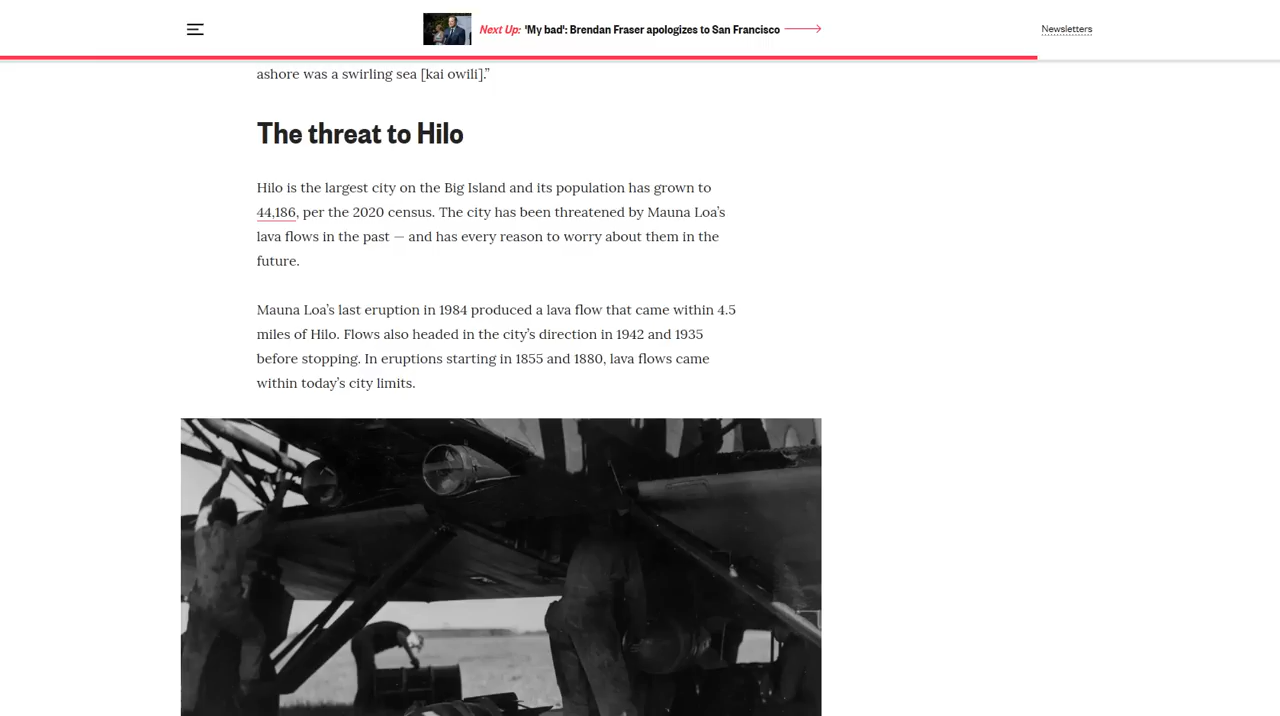 Next Up: 'My bad': Brendan Fraser apologizes to San Francisco
Newsletters
ashore was a swirling sea [kai owili].”
The threat to Hilo
Hilo is the largest city on the Big Island and its population has grown to
44,186, per the 2020 census. The city has been threatened by Mauna Loa’s
lava flows in the past — and has every reason to worry about them in the
future.
Mauna Loa’s last eruption in 1984 produced a lava flow that came within 4.5
miles of Hilo. Flows also headed in the city’s direction in 1942 and 1935
before stopping. In eruptions starting in 1855 and 1880, lava flows came
within today’s city limits.